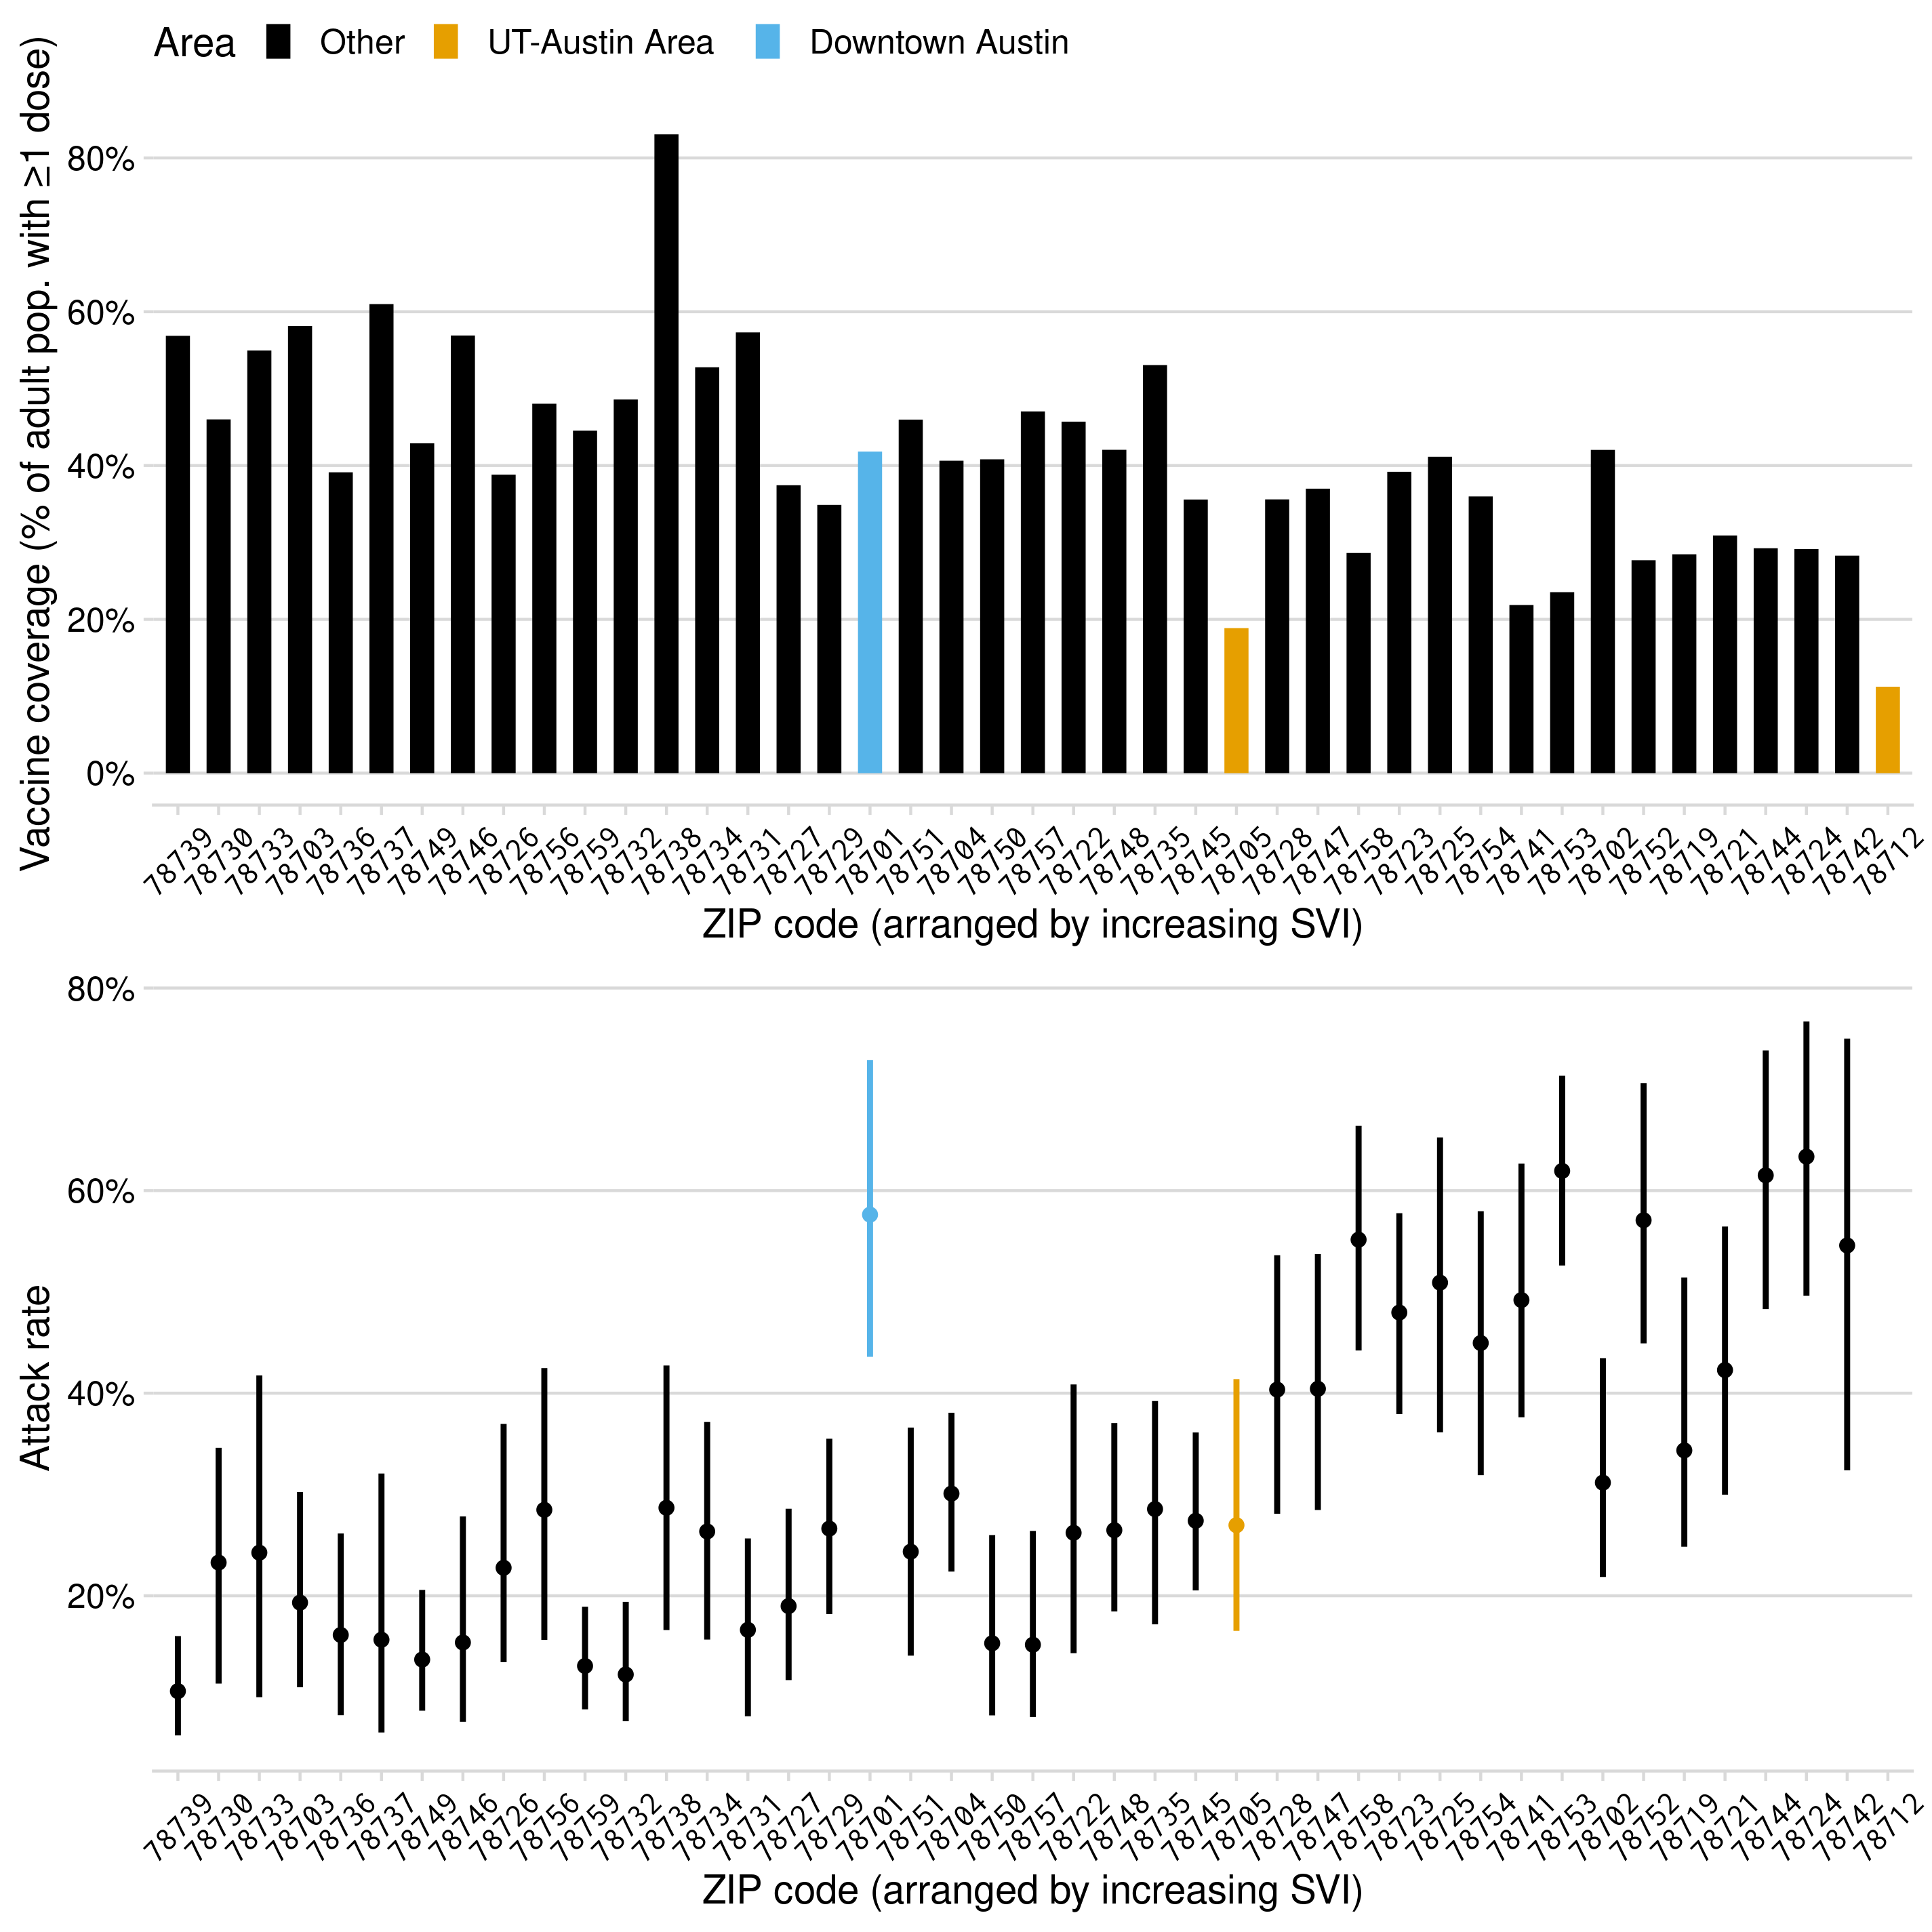 Area Other UT-Austin Area Downtown Austin
Vaccine coverage (% of adult pop. with ≥1 dose)
80%
60%
40%
20%
0%
78739 78730 78733 78703 78736 78737 78749 78746 78726 78756 78759 78732 78738 78734 78731 78727 78729 78701 78751 78704 78750 78757 78722 78748 78735 78745 78705 78728 78747 78758 78723 78725 78754 78741 78753 78702 78752 78719 78721 78744 78724 78742 78712
ZIP code (arranged by increasing SVI)
Attack rate
80%
60%
40%
20%
78739 78730 78733 78703 78736 78737 78749 78746 78726 78756 78759 78732 78738 78734 78731 78727 78729 78701 78751 78704 78750 78757 78722 78748 78735 78745 78705 78728 78747 78758 78723 78725 78754 78741 78753 78702 78752 78719 78721 78744 78724 78742 78712
ZIP code (arranged by increasing SVI)